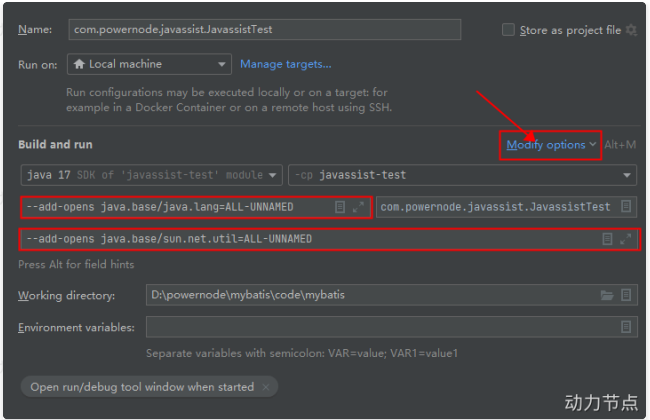 Name: com.powernode.javassist.JavassistTest Store as project file
Run on: Local machine Manage targets...
Run configurations may be executed locally or on a target: for
example in a Docker Container or on a remote host using SSH.
Build and run Modify options Alt+M
java 17 SDK of 'javassist-test' module -cp javassist-test
--add-opens java.base/java.lang=ALL-UNNAMED com.powernode.javassist.JavassistTest
--add-opens java.base/sun.net.util=ALL-UNNAMED
Press Alt for field hints
Working directory: D:\powernode\mybatis\code\mybatis
Environment variables:
Separate variables with semicolon: VAR=value; VAR1=value1
Open run/debug tool window when started ×
动力节点